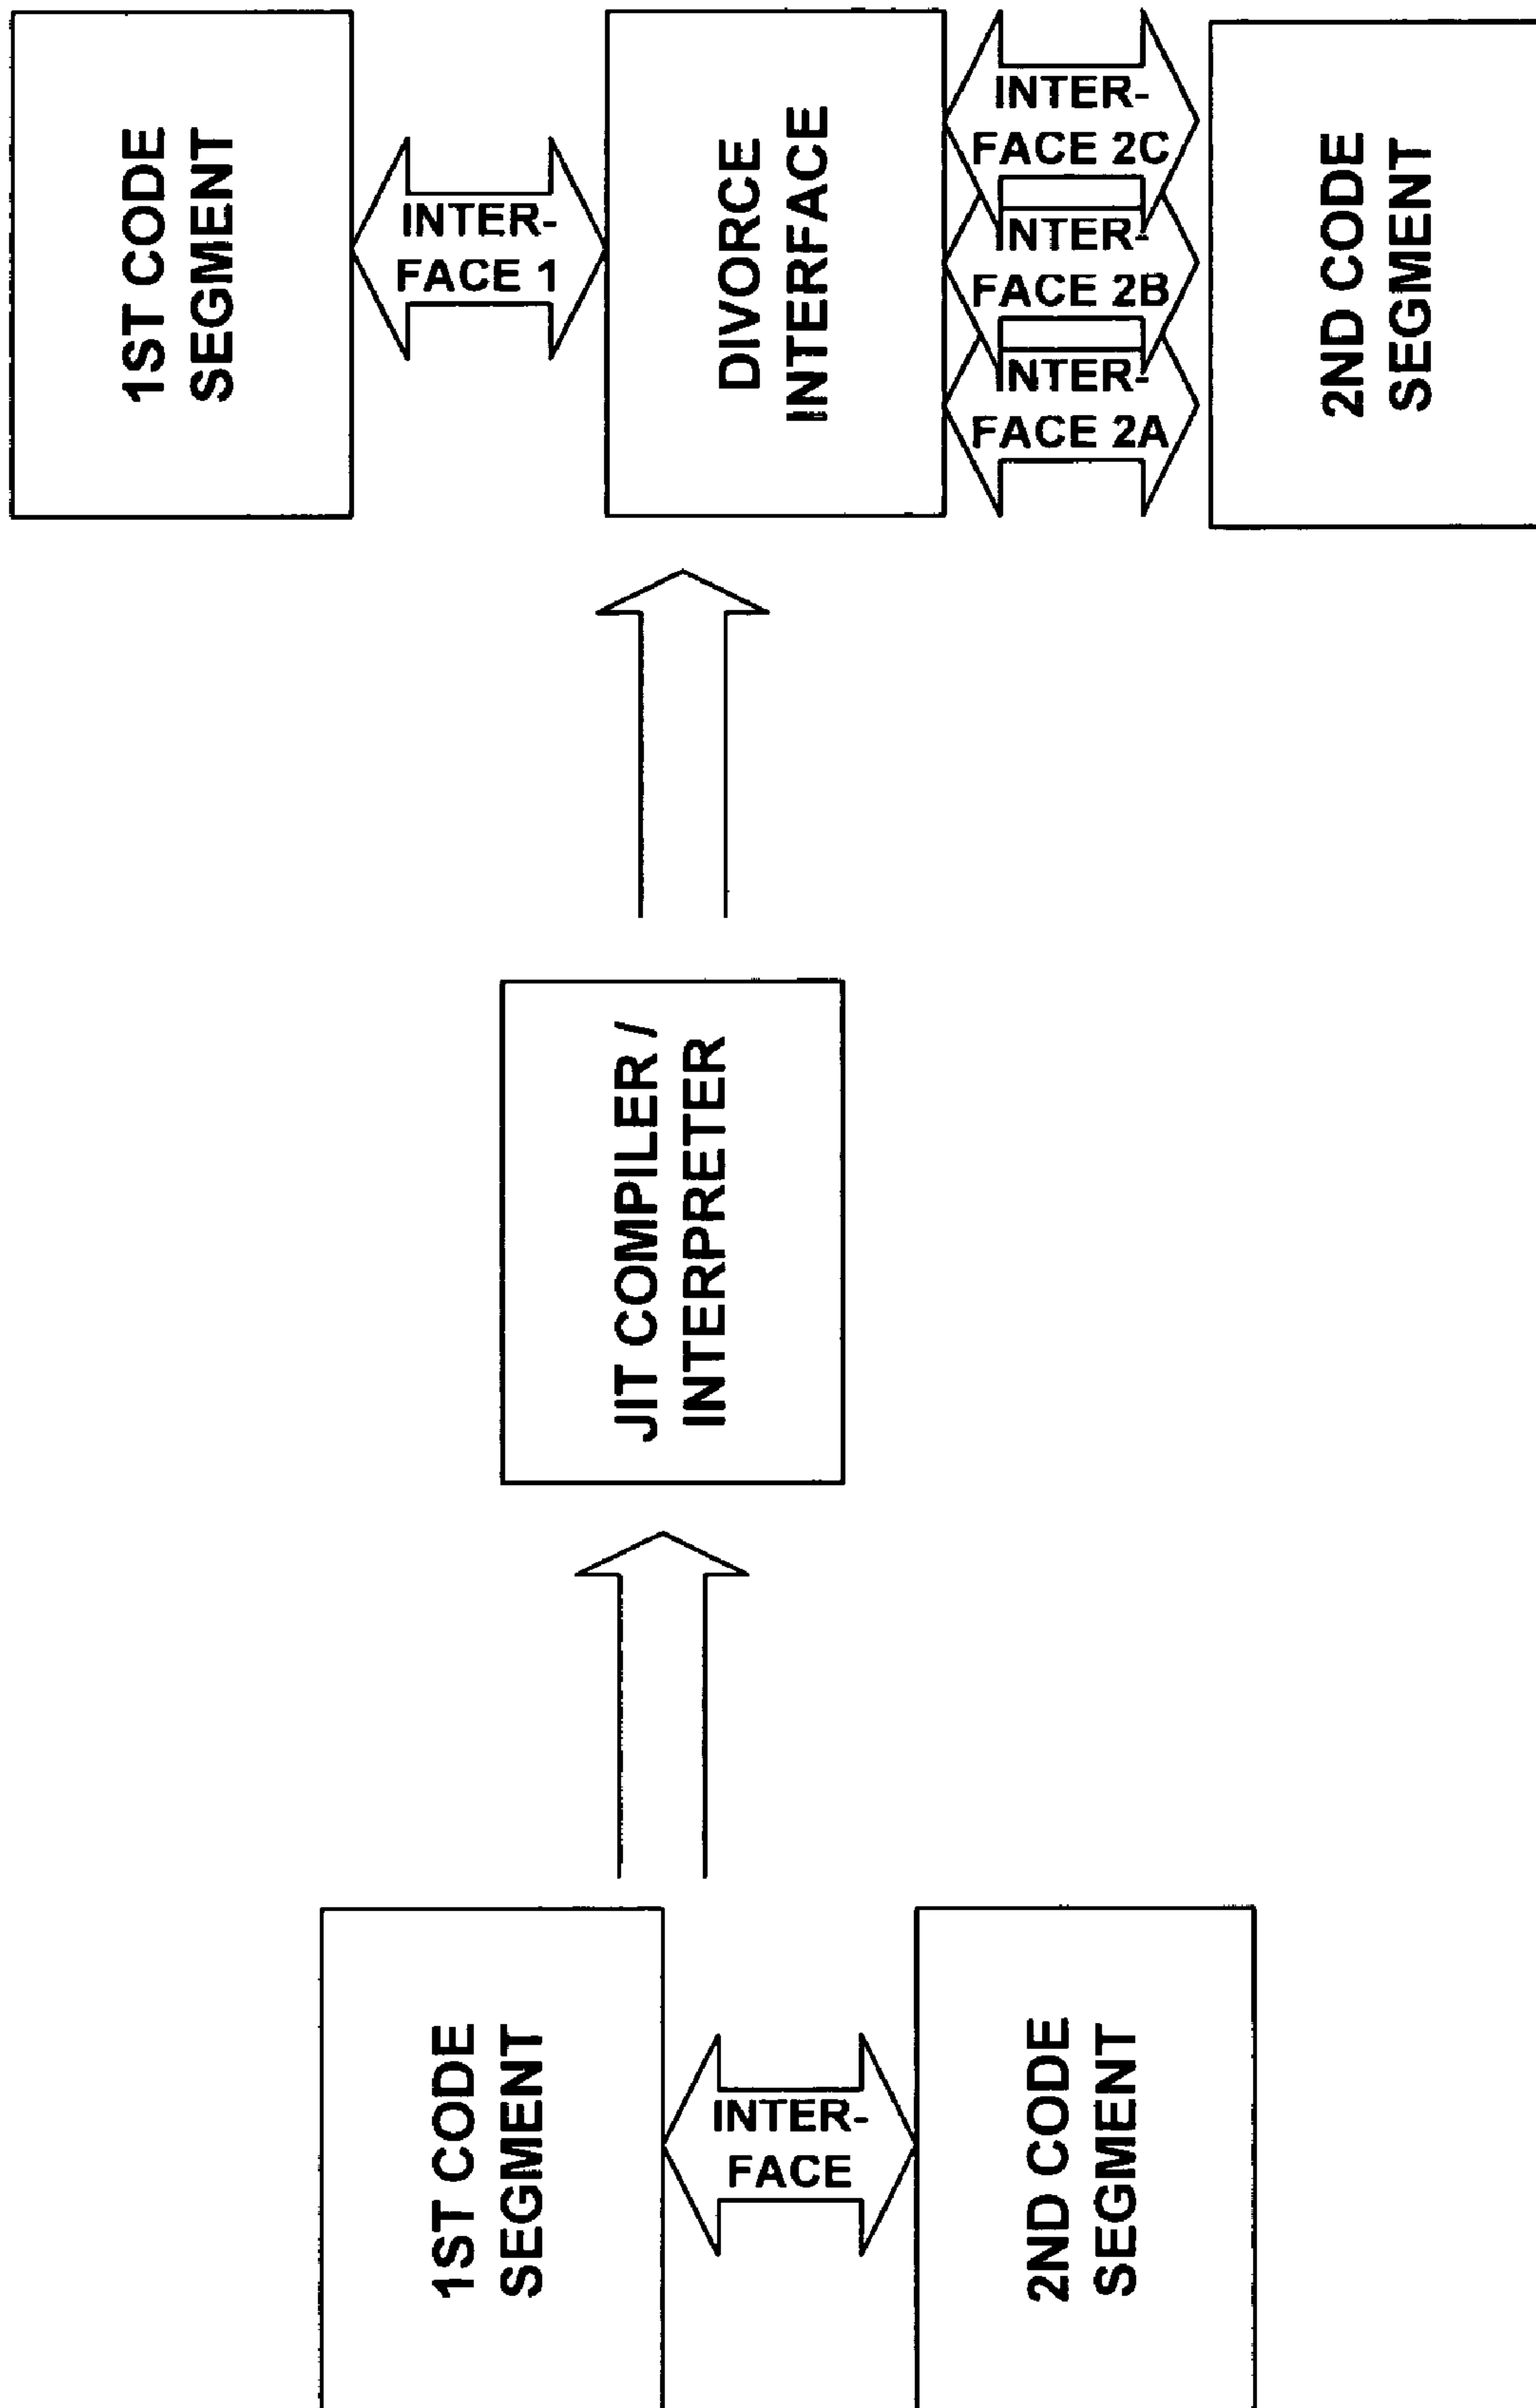 1ST CODE
SEGMENT
INTER-
FACE 1
DIVORCE
INTERFACE
INTER-
FACE 2C
INTER-
FACE 2B
INTER-
FACE 2A
2ND CODE
SEGMENT
JIT COMPILER /
INTERPRETER
1ST CODE
SEGMENT
INTER-
FACE
2ND CODE
SEGMENT